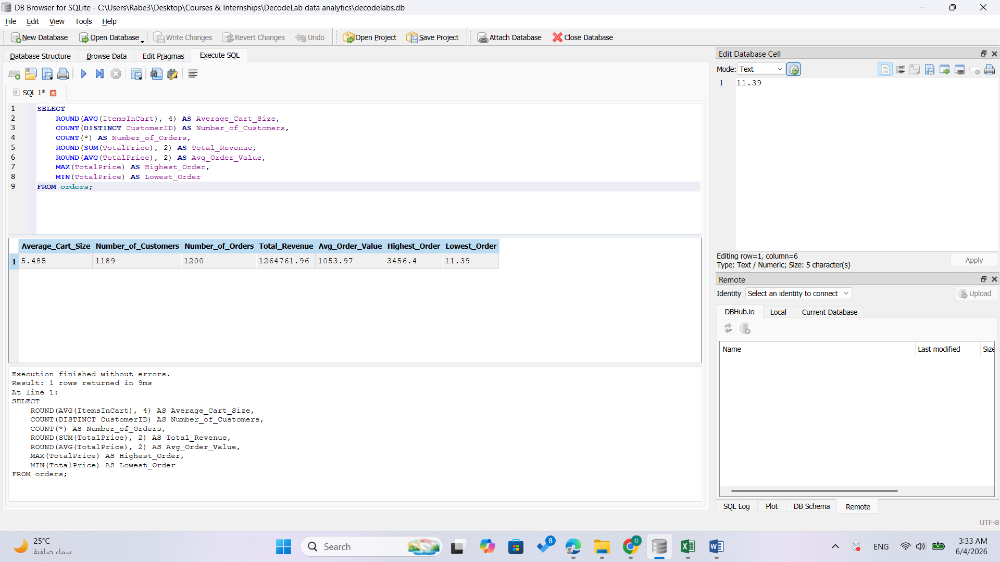 DB Browser for SQLite - C:\Users\Rabe3\Desktop\Courses & Internships\DecodeLab data analytics\decodelabs.db
File Edit View Tools Help
New Database Open Database Write Changes Revert Changes Undo Open Project Save Project Attach Database Close Database
Database Structure Browse Data Edit Pragmas Execute SQL
SQL 1*
1 SELECT
2 ROUND(AVG(ItemsInCart), 4) AS Average_Cart_Size,
3 COUNT(DISTINCT CustomerID) AS Number_of_Customers,
4 COUNT(*) AS Number_of_Orders,
5 ROUND(SUM(TotalPrice), 2) AS Total_Revenue,
6 ROUND(AVG(TotalPrice), 2) AS Avg_Order_Value,
7 MAX(TotalPrice) AS Highest_Order,
8 MIN(TotalPrice) AS Lowest_Order
9 FROM orders;
Average_Cart_Size Number_of_Customers Number_of_Orders Total_Revenue Avg_Order_Value Highest_Order Lowest_Order
1 5.485 1189 1200 1264761.96 1053.97 3456.4 11.39
Execution finished without errors.
Result: 1 rows returned in 9ms
At line 1:
SELECT
ROUND(AVG(ItemsInCart), 4) AS Average_Cart_Size,
COUNT(DISTINCT CustomerID) AS Number_of_Customers,
COUNT(*) AS Number_of_Orders,
ROUND(SUM(TotalPrice), 2) AS Total_Revenue,
ROUND(AVG(TotalPrice), 2) AS Avg_Order_Value,
MAX(TotalPrice) AS Highest_Order,
MIN(TotalPrice) AS Lowest_Order
FROM orders;
Edit Database Cell
Mode: Text
1 11.39
Editing row=1, column=6
Type: Text / Numeric; Size: 5 character(s)
Apply
Remote
Identity Select an identity to connect Upload
DBHub.io Local Current Database
Name Last modified Size
SQL Log Plot DB Schema Remote
UTF-8
25°C
سماء صافية
Search
8
O
ENG
3:33 AM
6/4/2026